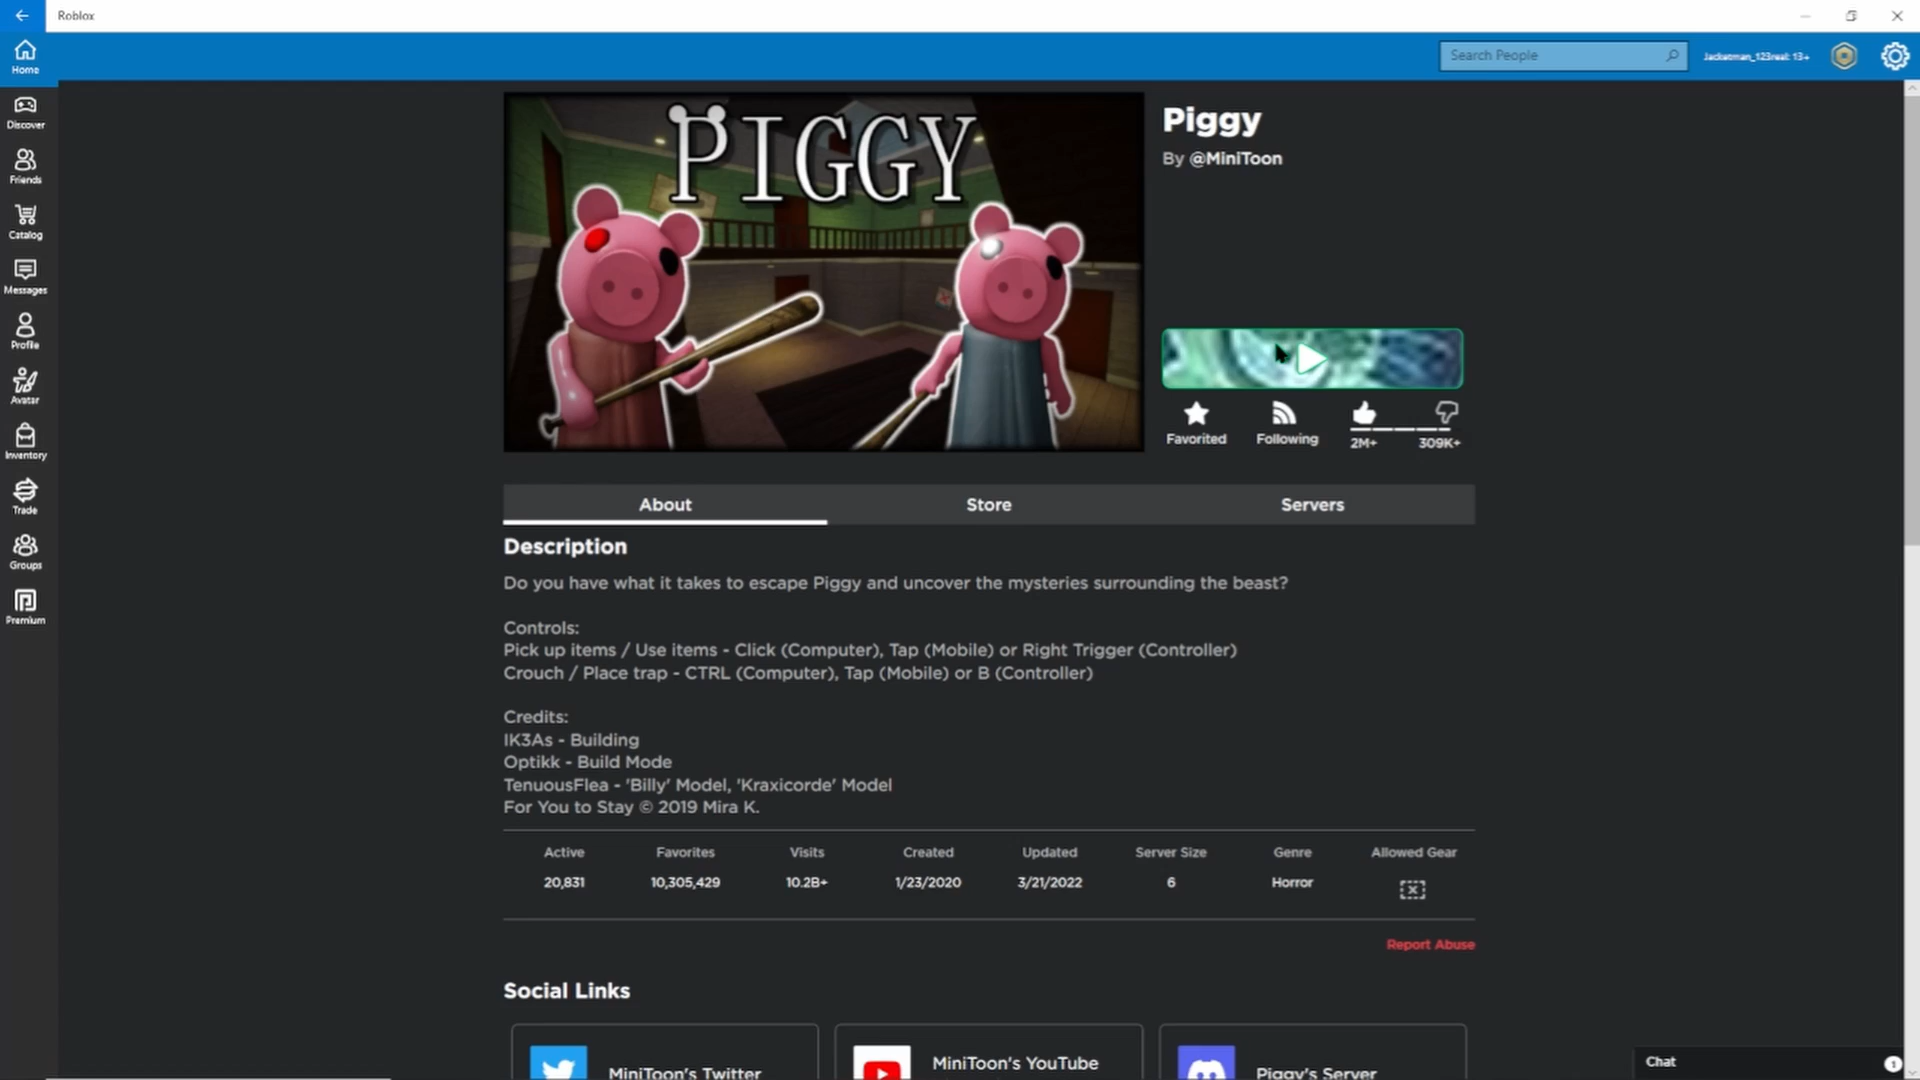 Roblox
Home
Search People
Jacketman_123real: 13+
Discover
Friends
Catalog
Messages
Profile
Avatar
Inventory
Trade
Groups
Premium
PIGGY
Piggy
By @MiniToon
Favorited
Following
2M+
309K+
About
Store
Servers
Description
Do you have what it takes to escape Piggy and uncover the mysteries surrounding the beast?
Controls:
Pick up items / Use items - Click (Computer), Tap (Mobile) or Right Trigger (Controller)
Crouch / Place trap - CTRL (Computer), Tap (Mobile) or B (Controller)
Credits:
IK3As - Building
Optikk - Build Mode
TenuousFlea - 'Billy' Model, 'Kraxicorde' Model
For You to Stay © 2019 Mira K.
Active
Favorites
Visits
Created
Updated
Server Size
Genre
Allowed Gear
20,831
10,305,429
10.2B+
1/23/2020
3/21/2022
6
Horror
Report Abuse
Social Links
MiniToon's Twitter
MiniToon's YouTube
Piggy's Server
Chat
1